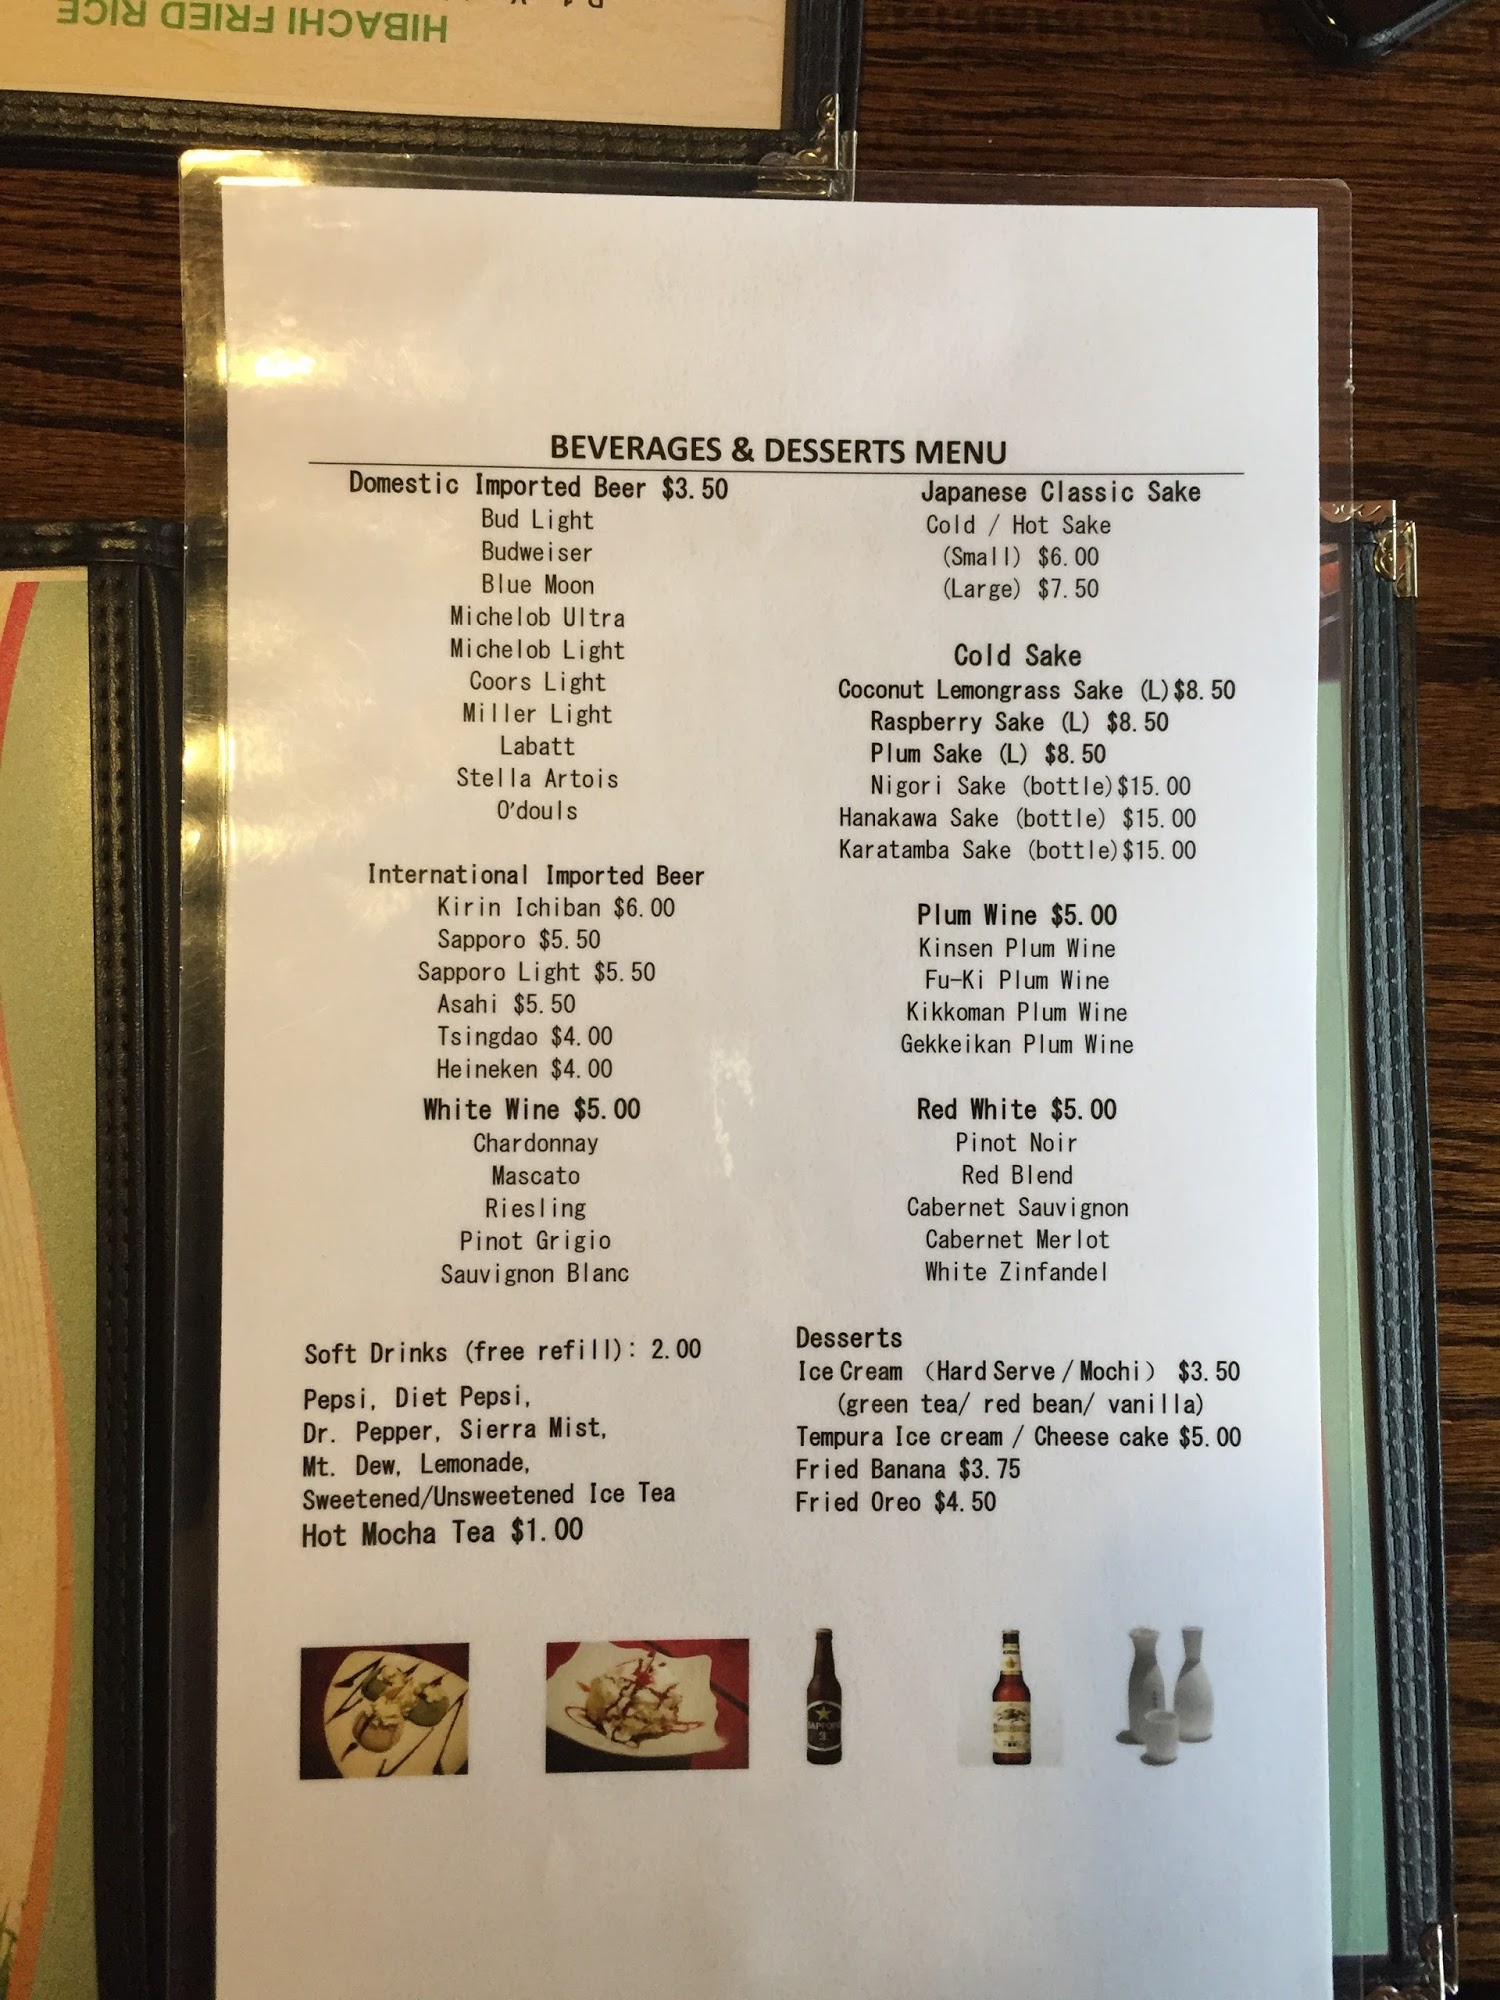 HIBACHI FRIED RICE
BEVERAGES & DESSERTS MENU
Domestic Imported Beer $3.50
Bud Light
Budweiser
Blue Moon
Michelob Ultra
Michelob Light
Coors Light
Miller Light
Labatt
Stella Artois
O'douls
International Imported Beer
Kirin Ichiban $6.00
Sapporo $5.50
Sapporo Light $5.50
Asahi $5.50
Tsingdao $4.00
Heineken $4.00
White Wine $5.00
Chardonnay
Mascato
Riesling
Pinot Grigio
Sauvignon Blanc
Soft Drinks (free refill): 2.00
Pepsi, Diet Pepsi,
Dr. Pepper, Sierra Mist,
Mt. Dew, Lemonade,
Sweetened/Unsweetened Ice Tea
Hot Mocha Tea $1.00
Japanese Classic Sake
Cold / Hot Sake
(Small) $6.00
(Large) $7.50
Cold Sake
Coconut Lemongrass Sake (L)$8.50
Raspberry Sake (L) $8.50
Plum Sake (L) $8.50
Nigori Sake (bottle)$15.00
Hanakawa Sake (bottle) $15.00
Karatamba Sake (bottle)$15.00
Plum Wine $5.00
Kinsen Plum Wine
Fu-Ki Plum Wine
Kikkoman Plum Wine
Gekkeikan Plum Wine
Red White $5.00
Pinot Noir
Red Blend
Cabernet Sauvignon
Cabernet Merlot
White Zinfandel
Desserts
Ice Cream （Hard Serve / Mochi） $3.50
(green tea/ red bean/ vanilla)
Tempura Ice cream / Cheese cake $5.00
Fried Banana $3.75
Fried Oreo $4.50
SAPPORO